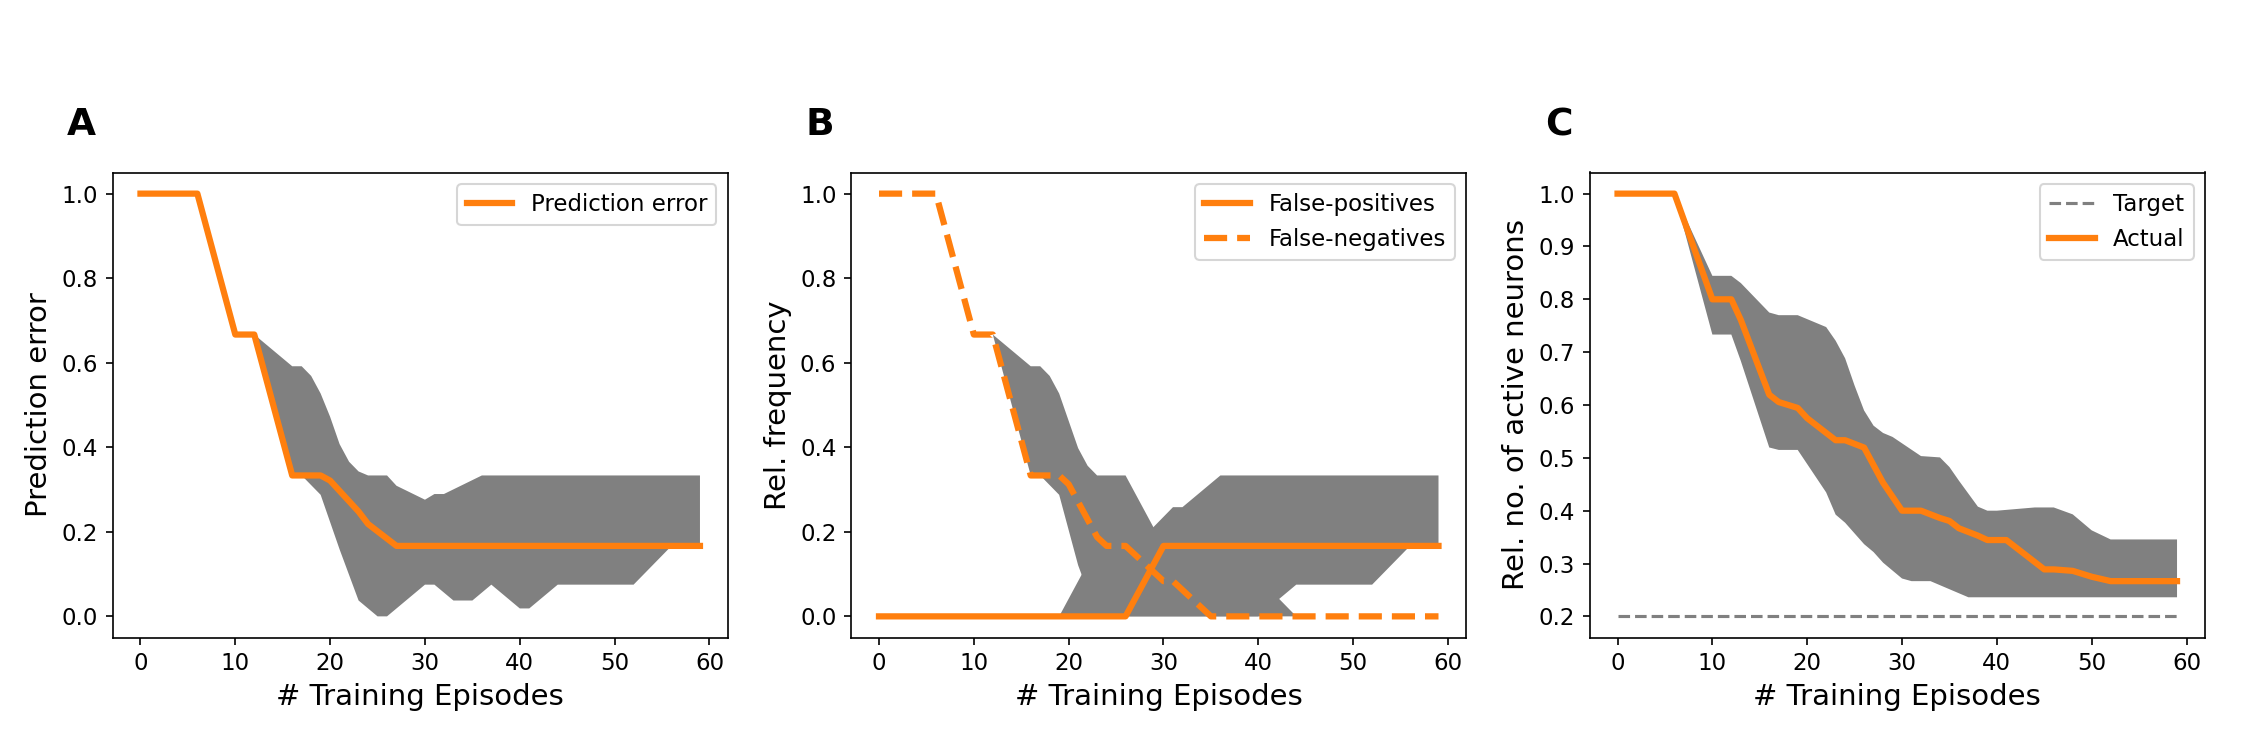 A
Prediction error
1.0
0.8
0.6
0.4
0.2
0.0
0 10 20 30 40 50 60
# Training Episodes
Prediction error
B
Rel. frequency
1.0
0.8
0.6
0.4
0.2
0.0
0 10 20 30 40 50 60
# Training Episodes
False-positives
False-negatives
C
Rel. no. of active neurons
1.0
0.9
0.8
0.7
0.6
0.5
0.4
0.3
0.2
0 10 20 30 40 50 60
# Training Episodes
Target
Actual